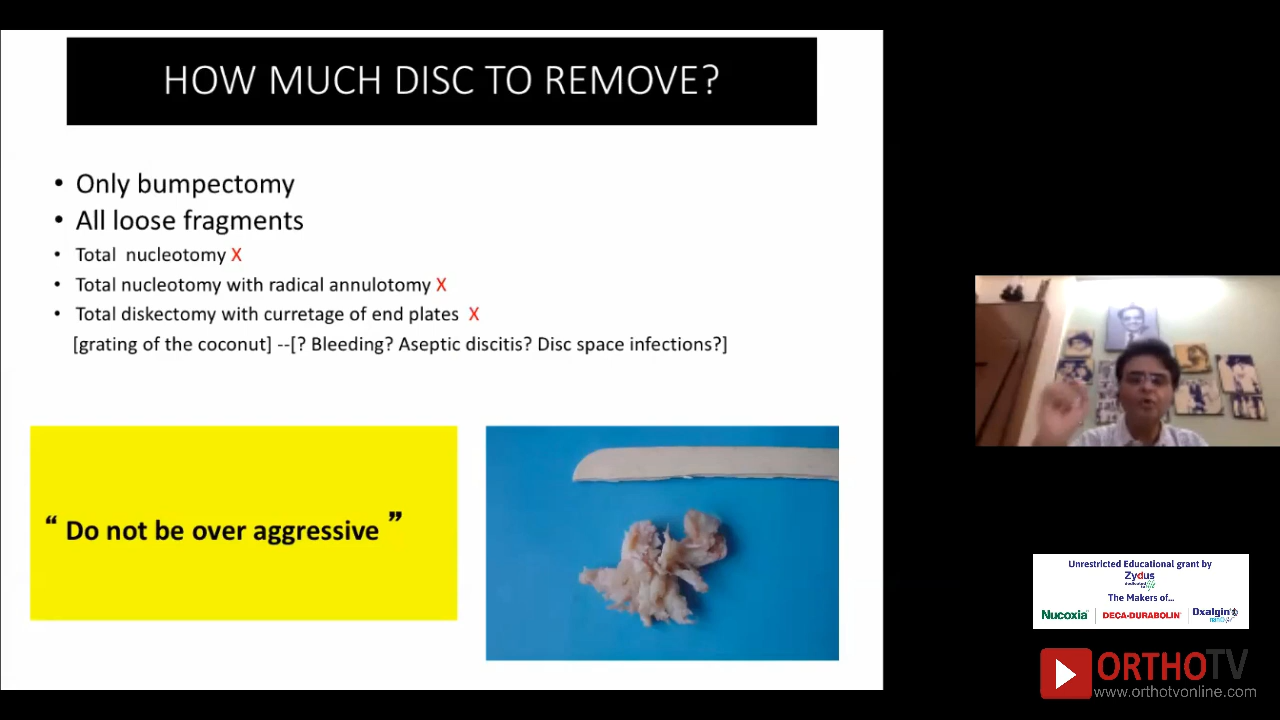 HOW MUCH DISC TO REMOVE?
• Only bumpectomy
• All loose fragments
• Total nucleotomy X
• Total nucleotomy with radical annulotomy X
• Total diskectomy with curretage of end plates X
[grating of the coconut] --[? Bleeding? Aseptic discitis? Disc space infections?]
“ Do not be over aggressive ”
Unrestricted Educational grant by
Zydus
dedicated
The Makers of...
Nucoxia DECA-DURABOLIN Dxalgin's
ORTHOTV
www.orthotvonline.com